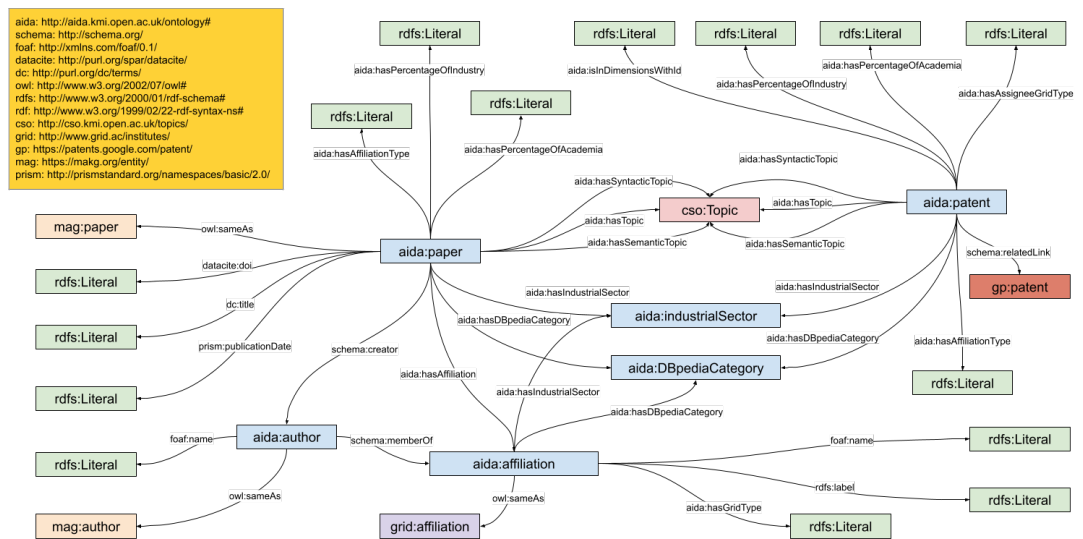 aida: http://aida.kmi.open.ac.uk/ontology#
schema: http://schema.org/
foaf: http://xmlns.com/foaf/0.1/
datacite: http://purl.org/spar/datacite/
dc: http://purl.org/dc/terms/
owl: http://www.w3.org/2002/07/owl#
rdfs: http://www.w3.org/2000/01/rdf-schema#
rdf: http://www.w3.org/1999/02/22-rdf-syntax-ns#
cso: http://cso.kmi.open.ac.uk/topics/
grid: http://www.grid.ac/institutes/
gp: https://patents.google.com/patent/
mag: https://makg.org/entity/
prism: http://prismstandard.org/namespaces/basic/2.0/
rdfs:Literal
rdfs:Literal
rdfs:Literal
rdfs:Literal
rdfs:Literal
aida:hasPercentageOfIndustry
aida:isInDimensionsWithId
aida:hasPercentageOfIndustry
aida:hasPercentageOfAcademia
aida:hasAssigneeGridType
rdfs:Literal
rdfs:Literal
aida:hasAffiliationType
aida:hasPercentageOfAcademia
aida:hasSyntacticTopic
aida:hasSyntacticTopic
aida:hasTopic
aida:hasSemanticTopic
cso:Topic
aida:hasTopic
aida:hasSemanticTopic
aida:patent
mag:paper
owl:sameAs
aida:paper
schema:relatedLink
gp:patent
rdfs:Literal
datacite:doi
aida:hasIndustrialSector
aida:hasIndustrialSector
dc:title
rdfs:Literal
aida:hasDBpediaCategory
aida:industrialSector
aida:hasDBpediaCategory
aida:hasAffiliationType
prism:publicationDate
schema:creator
aida:hasAffiliation
aida:DBpediaCategory
rdfs:Literal
rdfs:Literal
aida:hasIndustrialSector
aida:hasDBpediaCategory
foaf:name
aida:author
schema:memberOf
foaf:name
rdfs:Literal
rdfs:Literal
aida:affiliation
rdfs:label
rdfs:Literal
owl:sameAs
owl:sameAs
aida:hasGridType
mag:author
grid:affiliation
rdfs:Literal